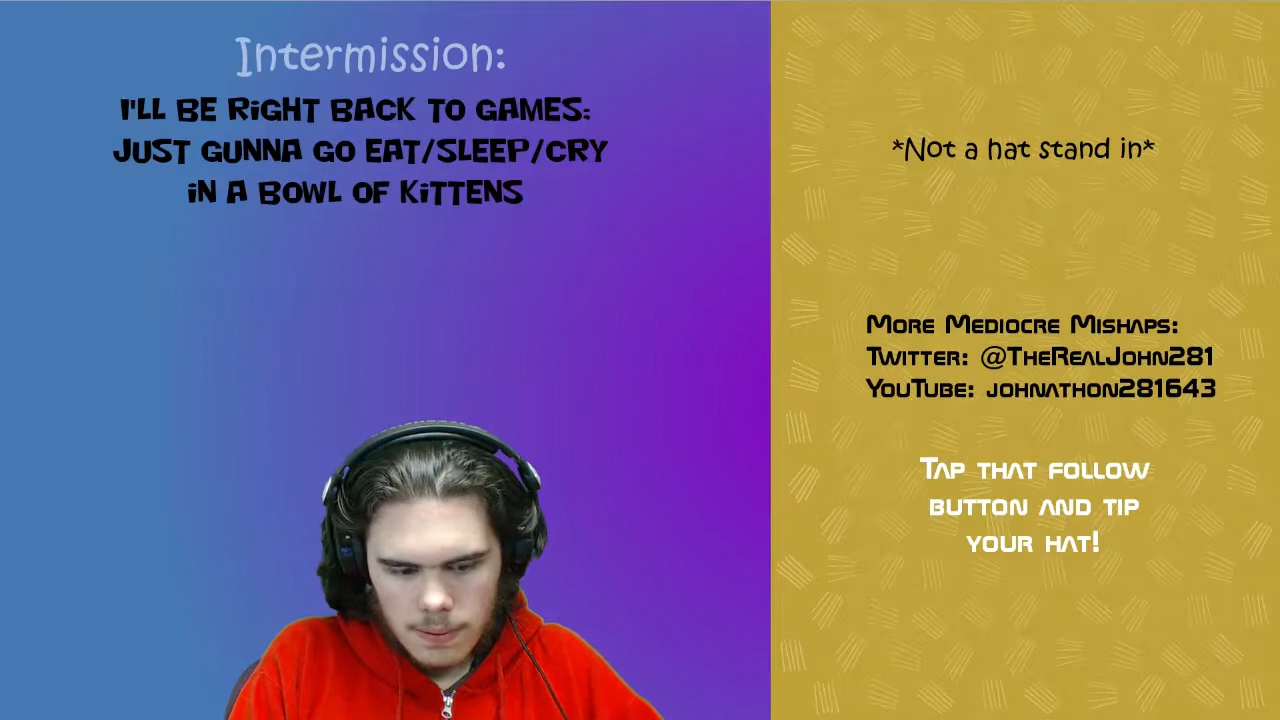 Intermission:
I'LL BE RiGHT BACK TO GAMES:
JUST GUNNA GO EAT/SLEEP/CRY
iN A BOWL OF KiTTENS
*Not a hat stand in*
More Mediocre Mishaps:
Twitter: @TheRealJohn281
YouTube: johnathon281643
Tap that follow
button and tip
your hat!